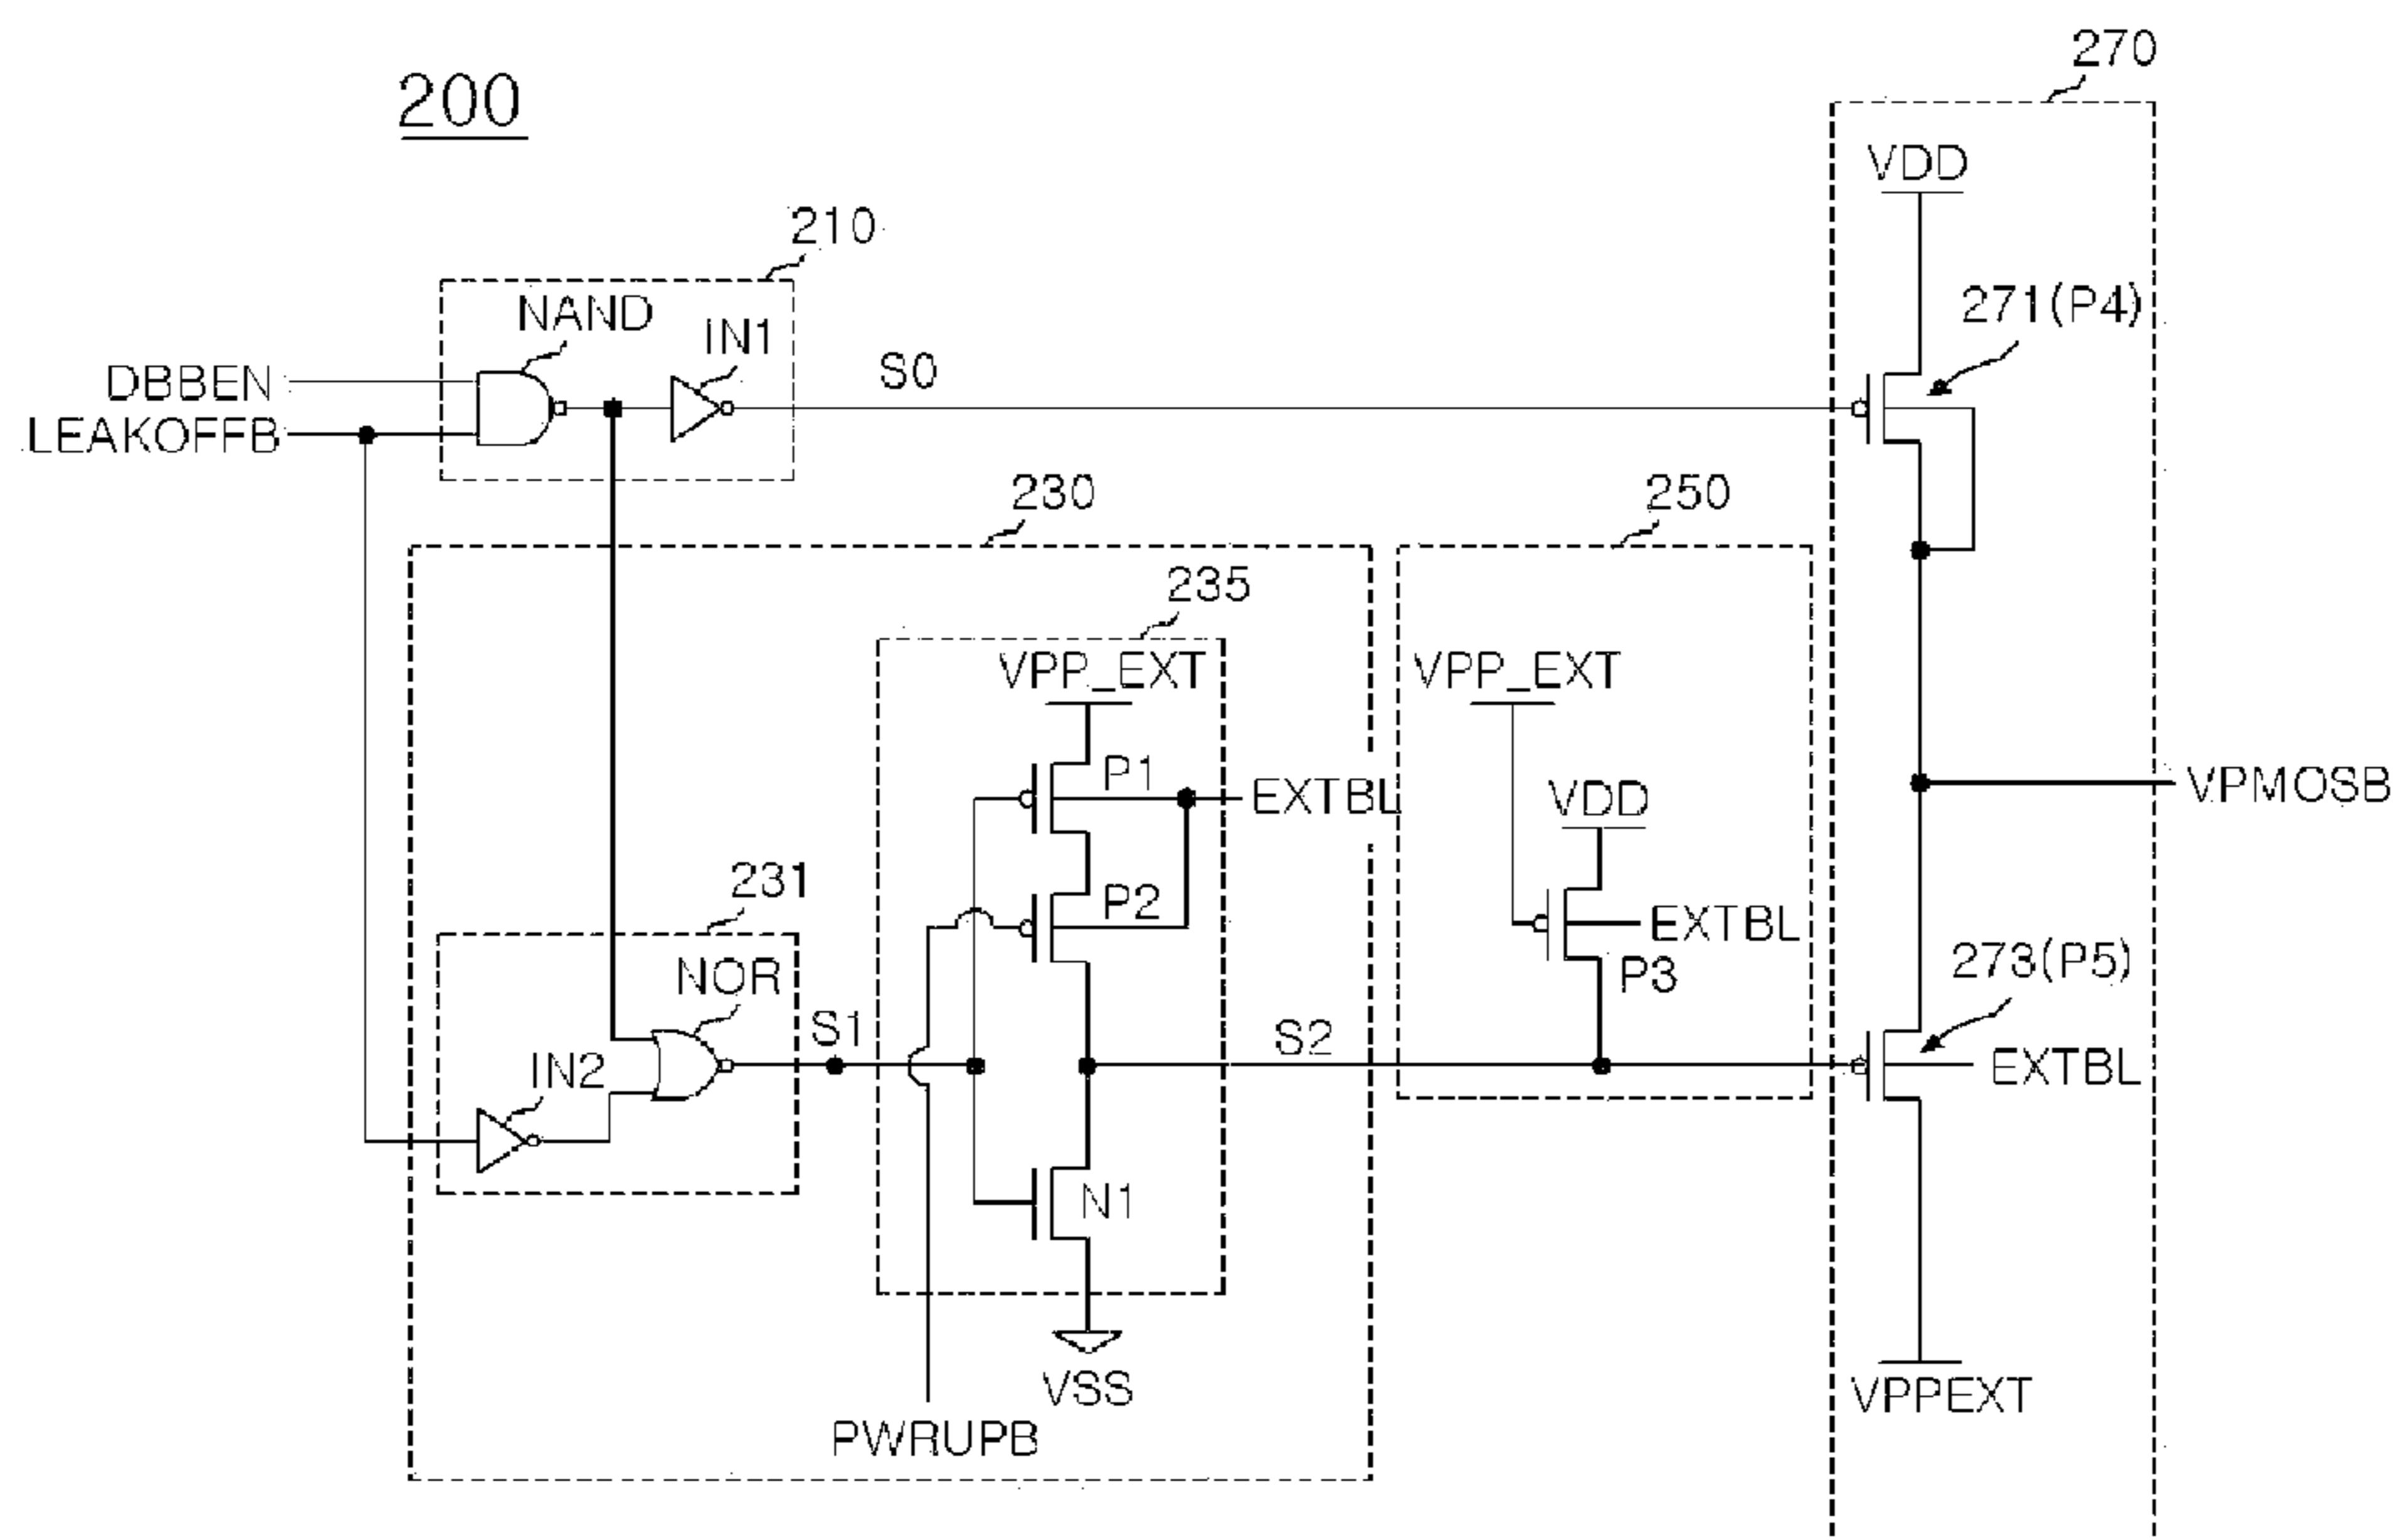 270
200
VDD
210
271(P4)
NAND
IN1
S0
DBBEN
LEAKOFFB
230
250
235
VPP_EXT
VPP_EXT
P1
EXTBL
VDD
VPMOSB
231
P2
EXTBL
273(P5)
P3
NOR
S1
S2
IN2
EXTBL
N1
VSS
VPPEXT
PWRUPB